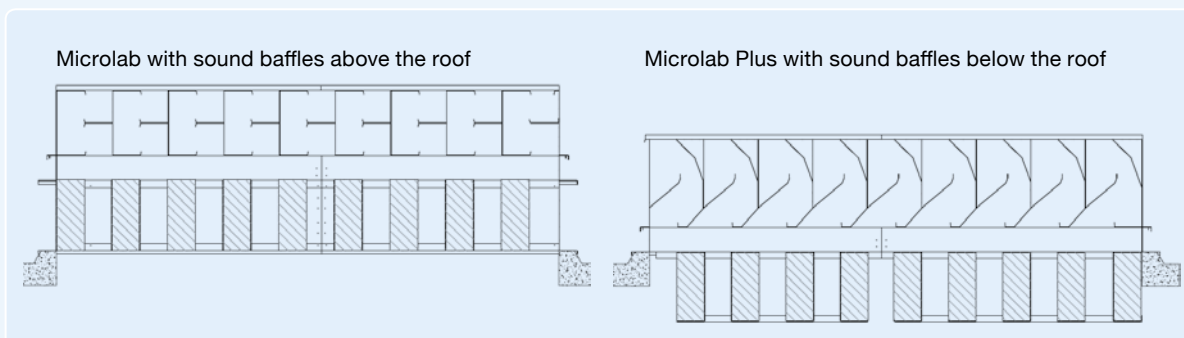 Microlab with sound baffles above the roof
Microlab Plus with sound baffles below the roof